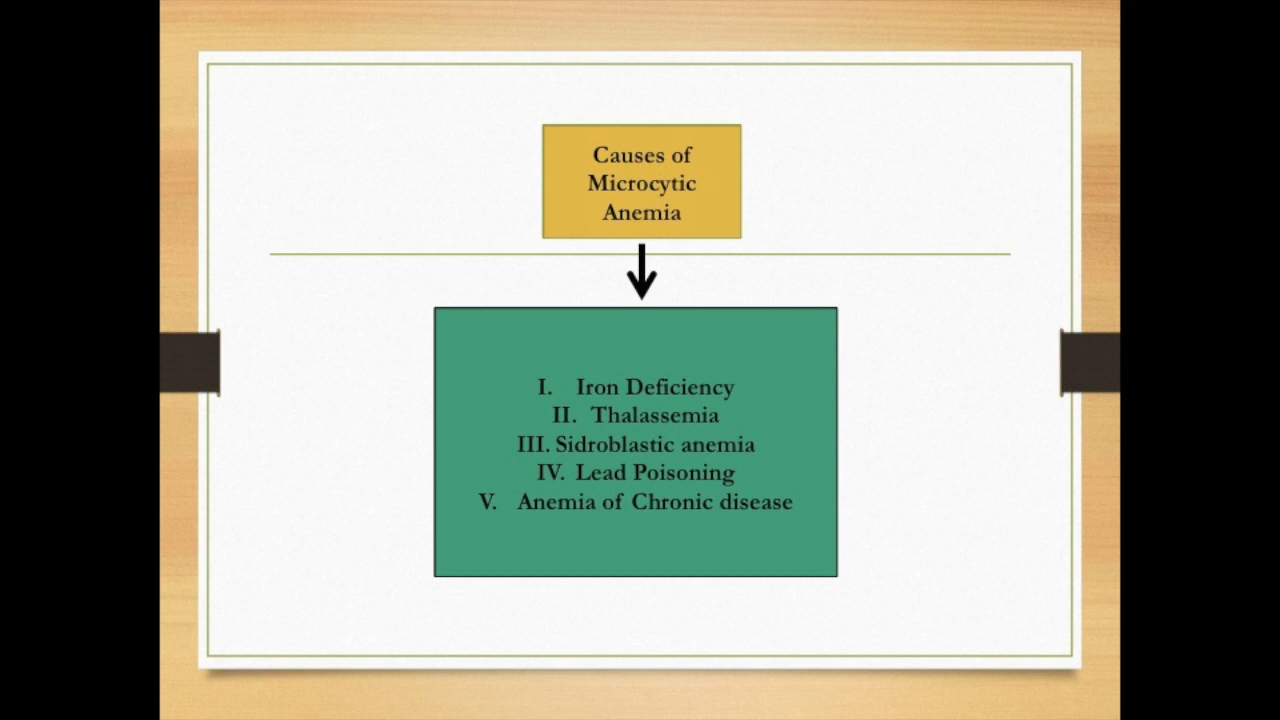 Causes of
Microcytic
Anemia
I. Iron Deficiency
II. Thalassemia
III. Sidroblastic anemia
IV. Lead Poisoning
V. Anemia of Chronic disease